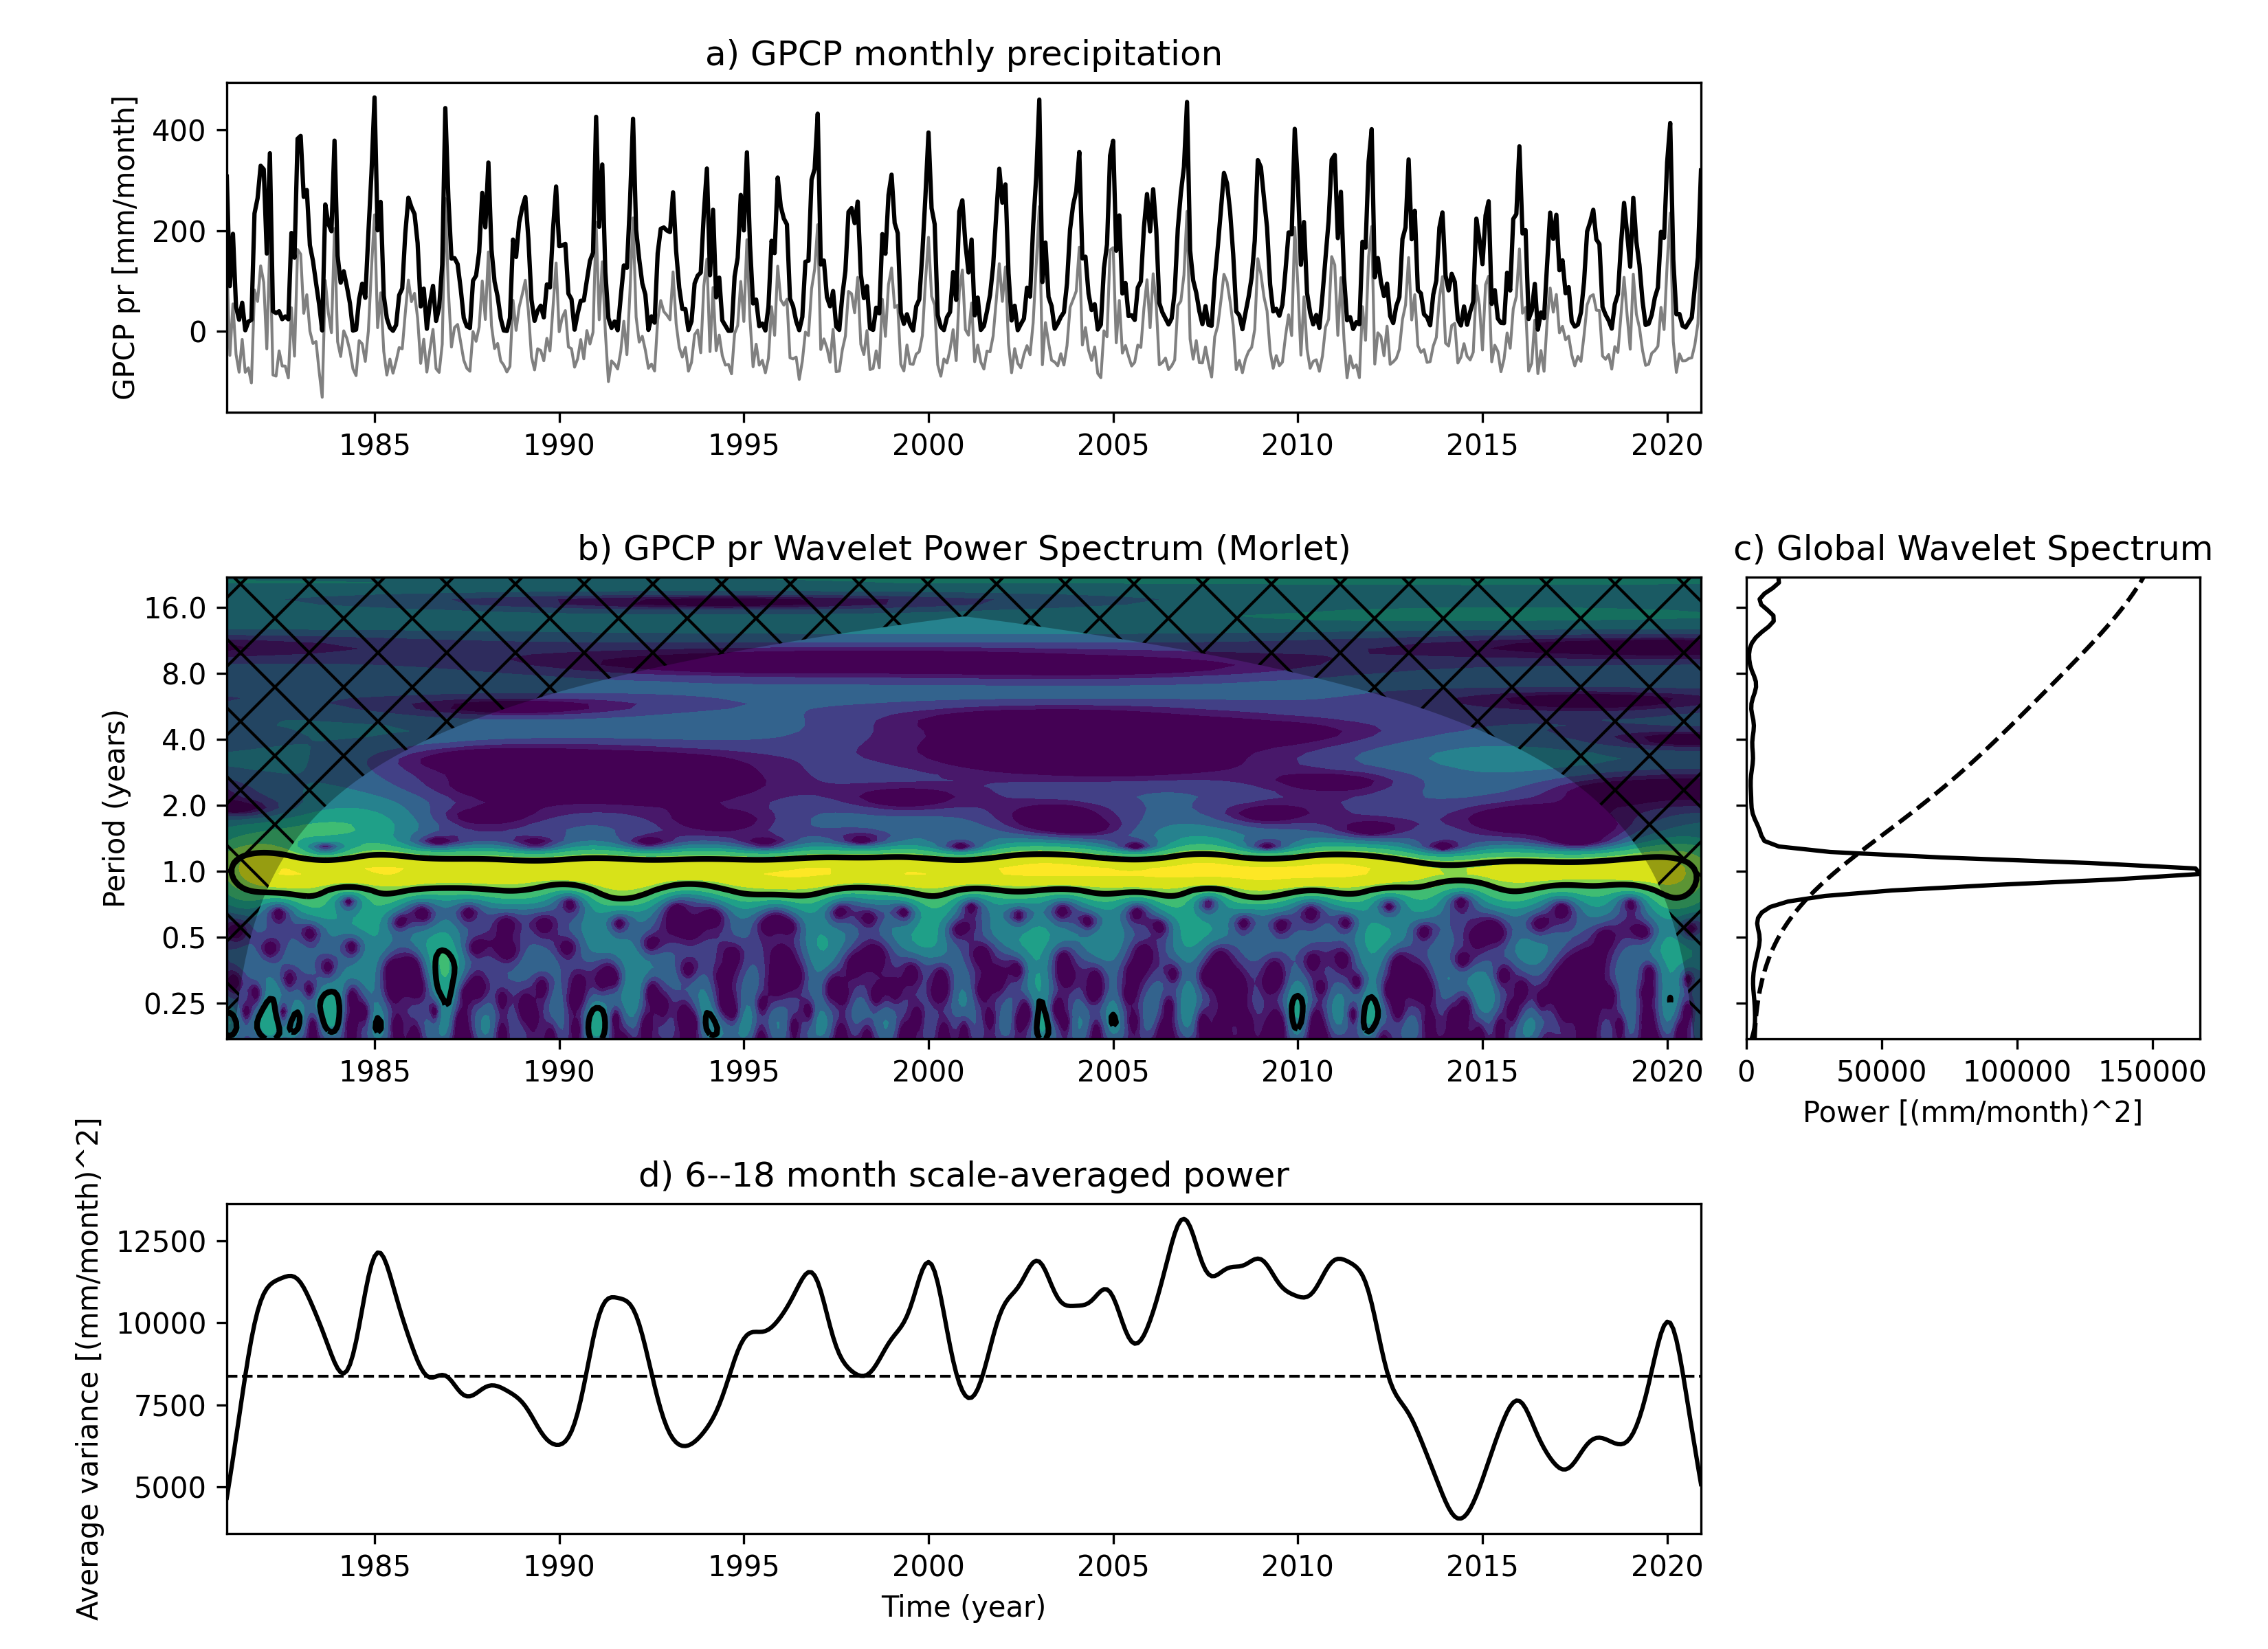 a) GPCP monthly precipitation
GPCP pr [mm/month]
400
200
0
1985 1990 1995 2000 2005 2010 2015 2020
b) GPCP pr Wavelet Power Spectrum (Morlet)
Period (years)
16.0
8.0
4.0
2.0
1.0
0.5
0.25
1985 1990 1995 2000 2005 2010 2015 2020
c) Global Wavelet Spectrum
0 50000 100000 150000
Power [(mm/month)^2]
d) 6--18 month scale-averaged power
Average variance [(mm/month)^2]
12500
10000
7500
5000
1985 1990 1995 2000 2005 2010 2015 2020
Time (year)